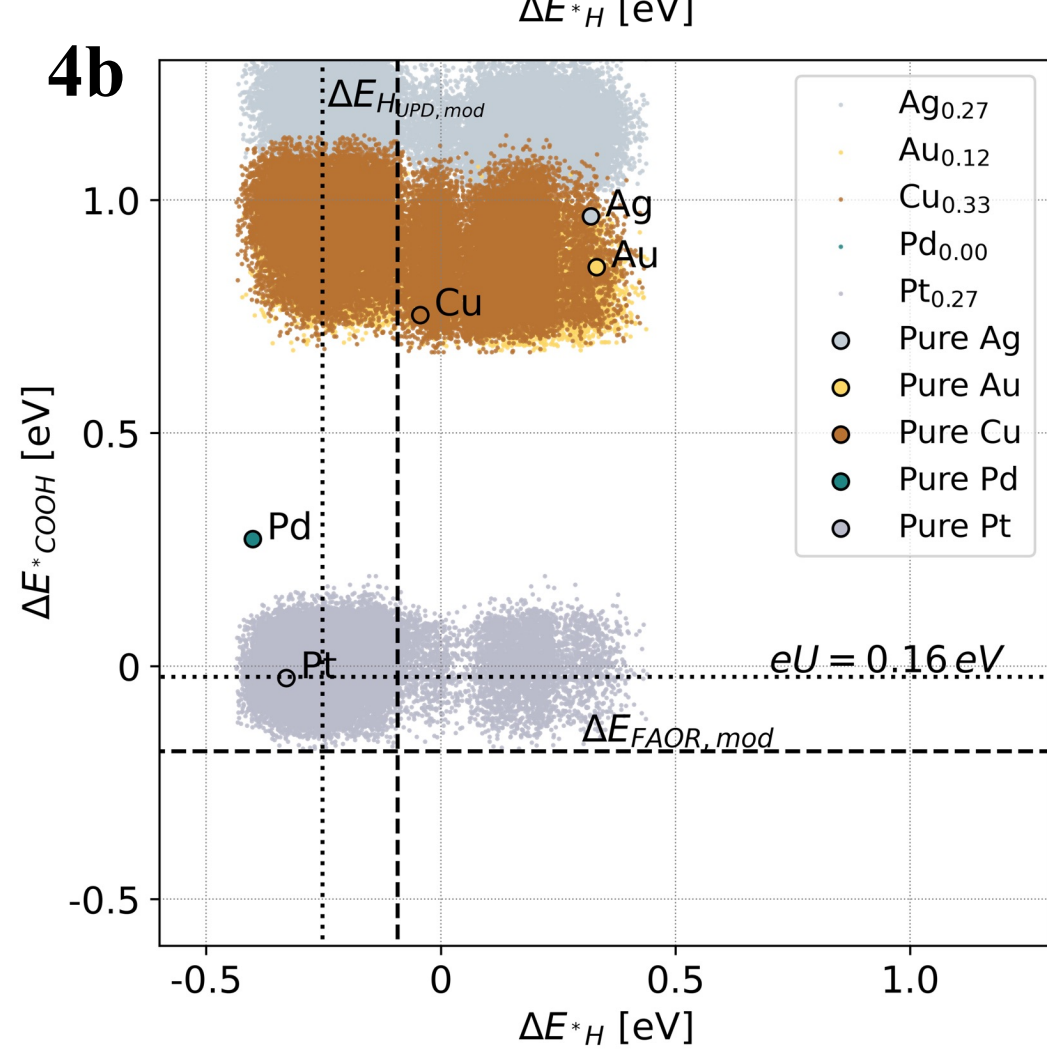 ΔE*H [eV]
4b
ΔE_H_UPD,mod
Ag0.27
Au0.12
Cu0.33
Pd0.00
Pt0.27
Pure Ag
Pure Au
Pure Cu
Pure Pd
Pure Pt
1.0
Ag
Au
Cu
0.5
Pd
ΔE*COOH [eV]
Pt
eU = 0.16 eV
0
ΔE_FAOR,mod
-0.5
-0.5 0 0.5 1.0
ΔE*H [eV]